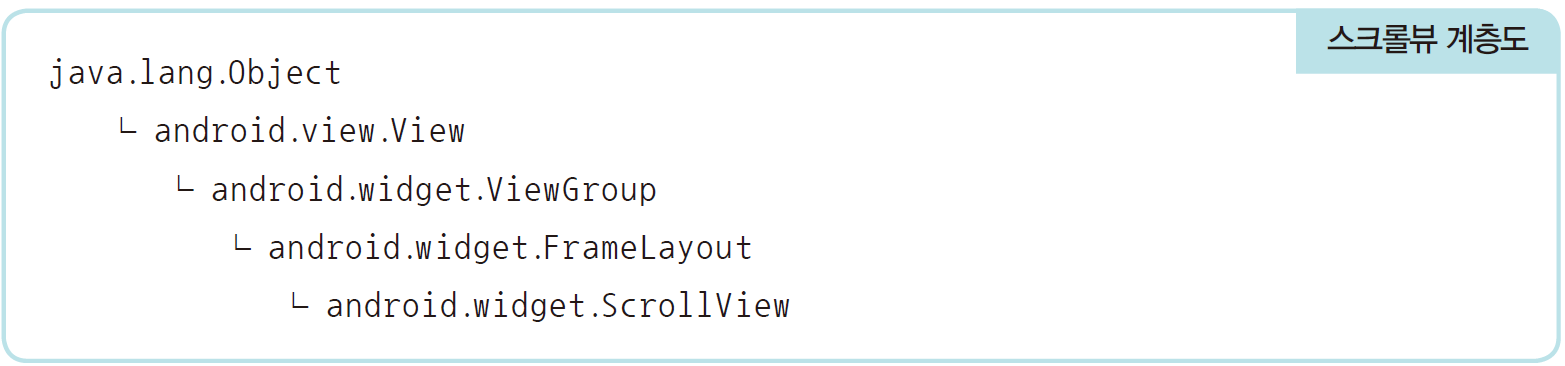 스크롤뷰 계층도
java.lang.Object
└ android.view.View
└ android.widget.ViewGroup
└ android.widget.FrameLayout
└ android.widget.ScrollView